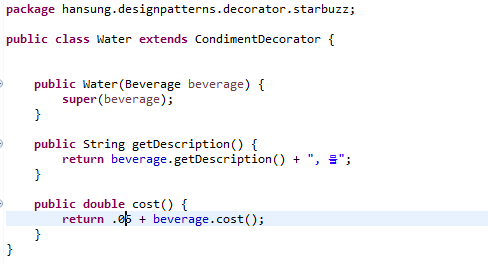 package hansung.designpatterns.decorator.starbuzz;
public class Water extends CondimentDecorator {
public Water(Beverage beverage) {
super(beverage);
}
public String getDescription() {
return beverage.getDescription() + ", 물";
}
public double cost() {
return .05 + beverage.cost();
}
}